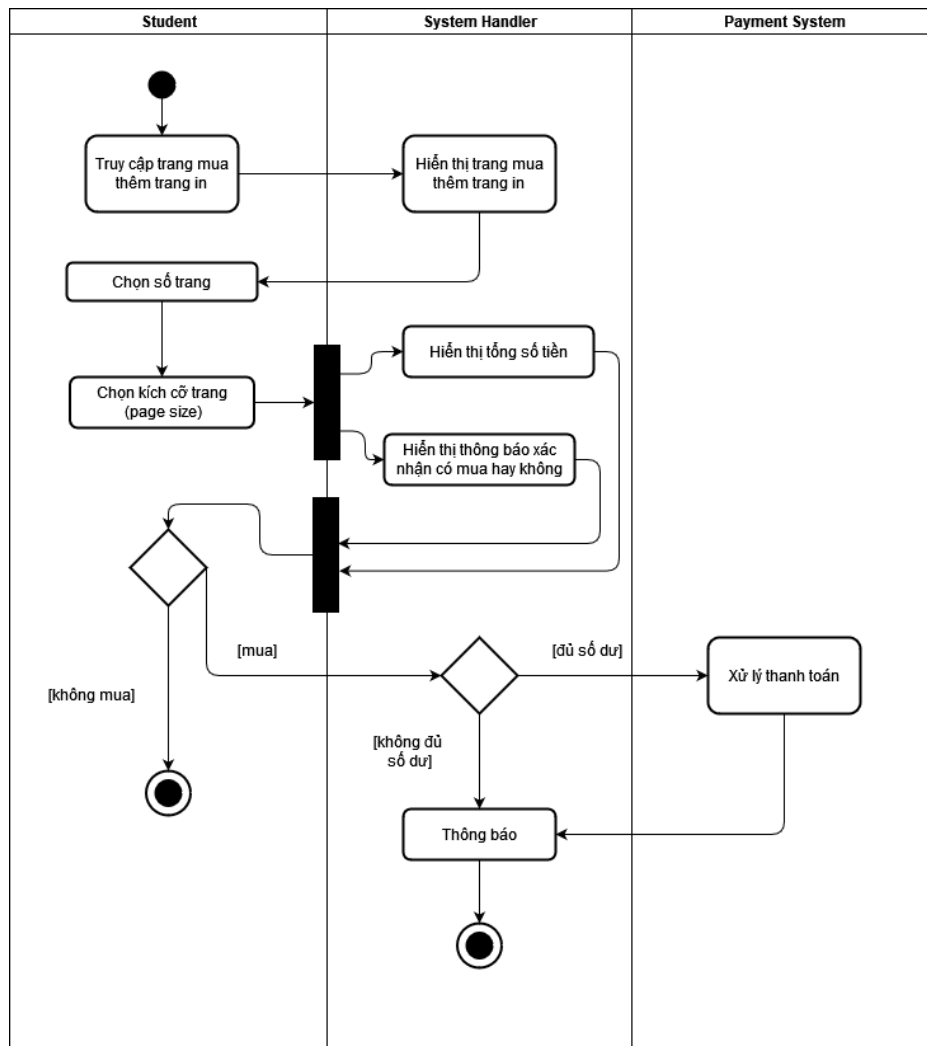 Student
System Handler
Payment System
Truy cập trang mua
thêm trang in
Hiển thị trang mua
thêm trang in
Chọn số trang
Hiển thị tổng số tiền
Chọn kích cỡ trang
(page size)
Hiển thị thông báo xác
nhận có mua hay không
[mua]
[đủ số dư]
[không mua]
Xử lý thanh toán
[không đủ
số dư]
Thông báo